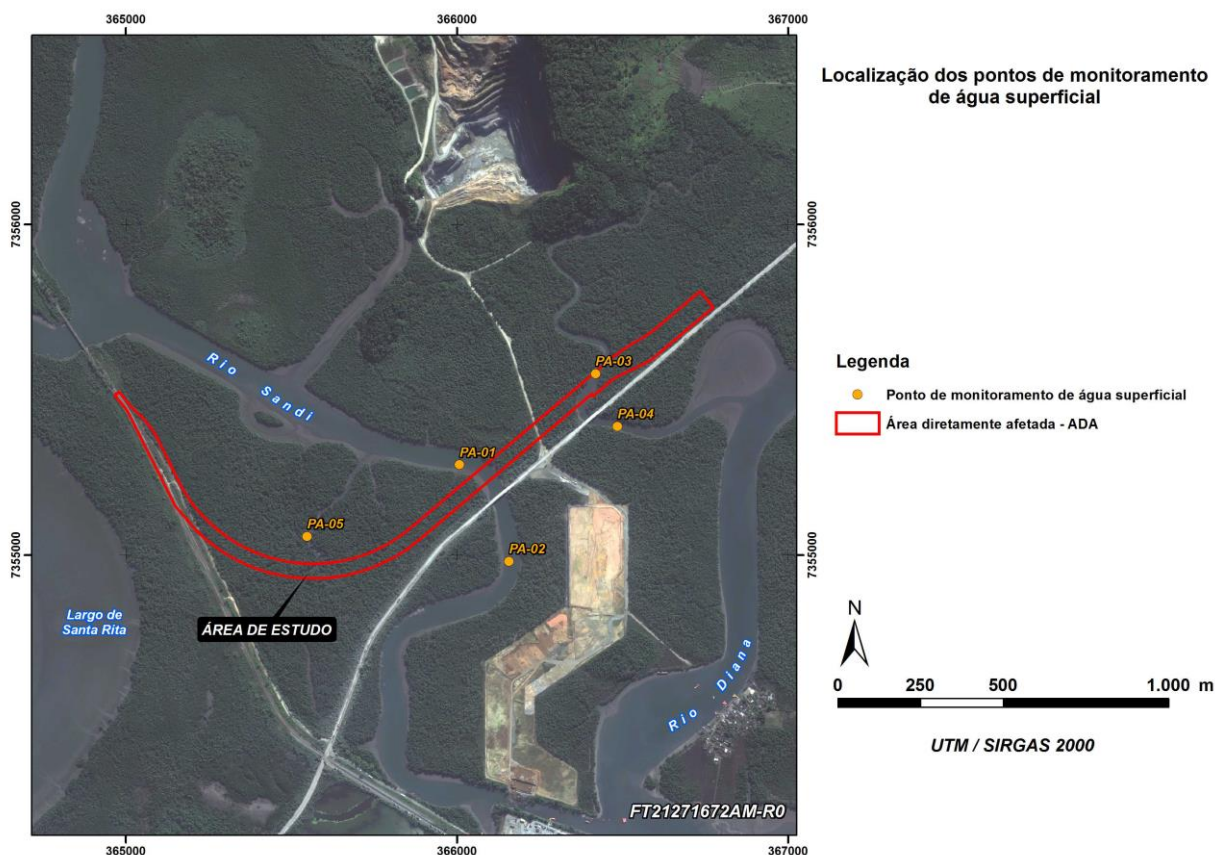 365000
366000
367000
Localização dos pontos de monitoramento
de água superficial
7356000
7356000
Rio Sandi
PA-03
PA-04
PA-01
PA-05
PA-02
7355000
7355000
ÁREA DE ESTUDO
Largo de
Santa Rita
Rio Diana
FT21271672AM-R0
365000
366000
367000
Legenda
Ponto de monitoramento de água superficial
Área diretamente afetada - ADA
N
0 250 500 1.000 m
UTM / SIRGAS 2000